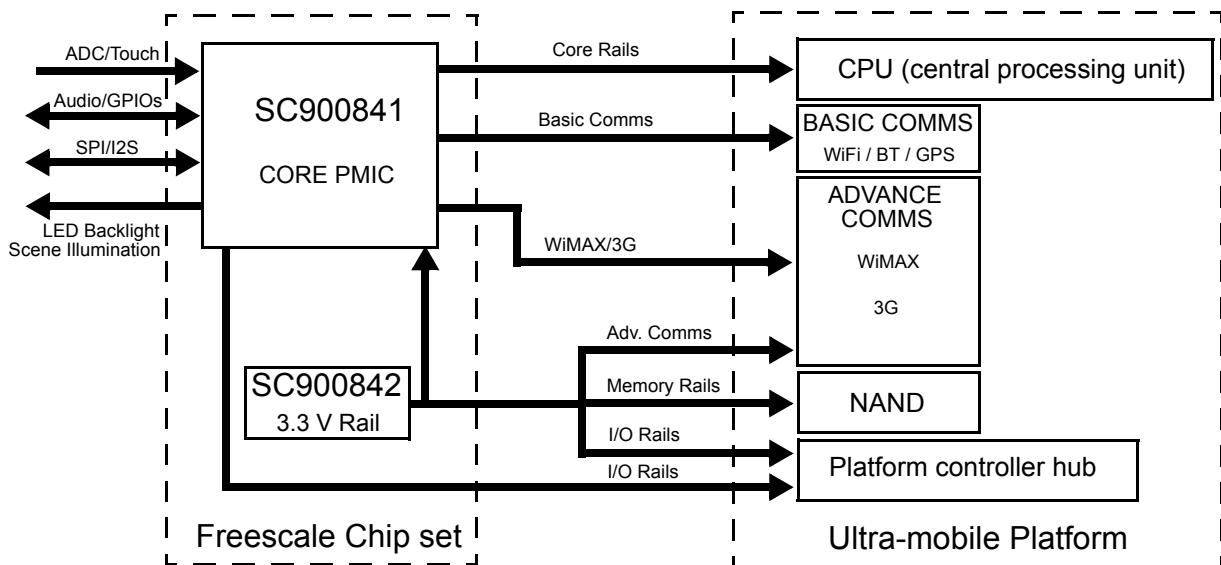 ADC/Touch
Audio/GPIOs
SPI/I2S
LED Backlight
Scene Illumination
SC900841
CORE PMIC
SC900842
3.3 V Rail
Freescale Chip set
Core Rails
Basic Comms
WiMAX/3G
Adv. Comms
Memory Rails
I/O Rails
I/O Rails
CPU (central processing unit)
BASIC COMMS
WiFi / BT / GPS
ADVANCE
COMMS
WiMAX
3G
NAND
Platform controller hub
Ultra-mobile Platform